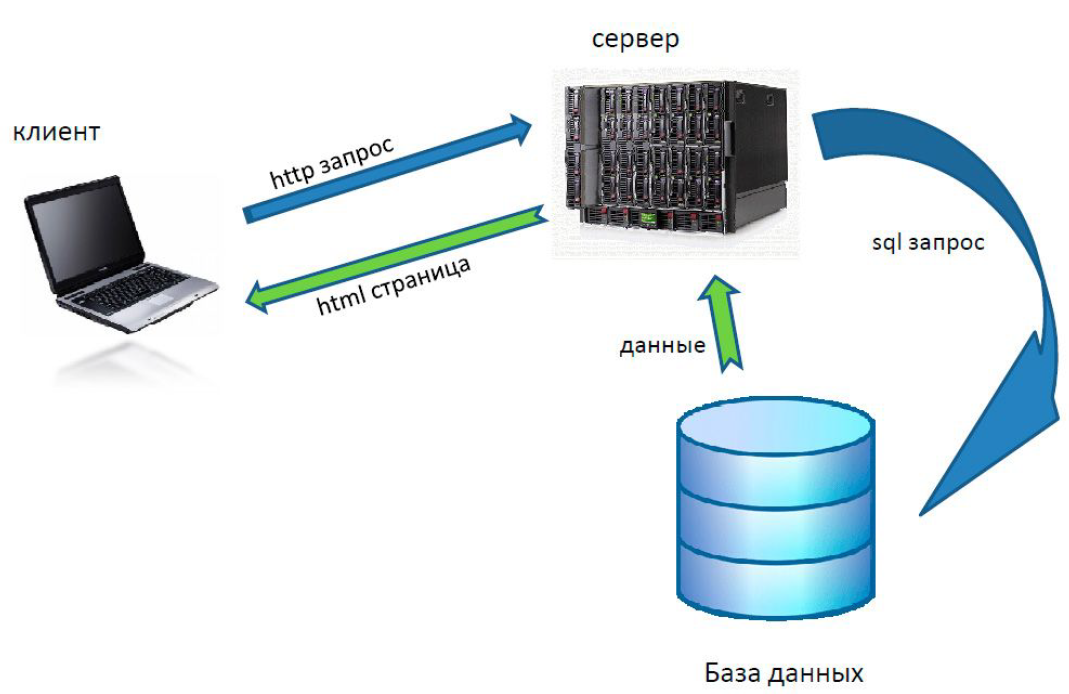 сервер
клиент
http запрос
sql запрос
html страница
данные
База данных